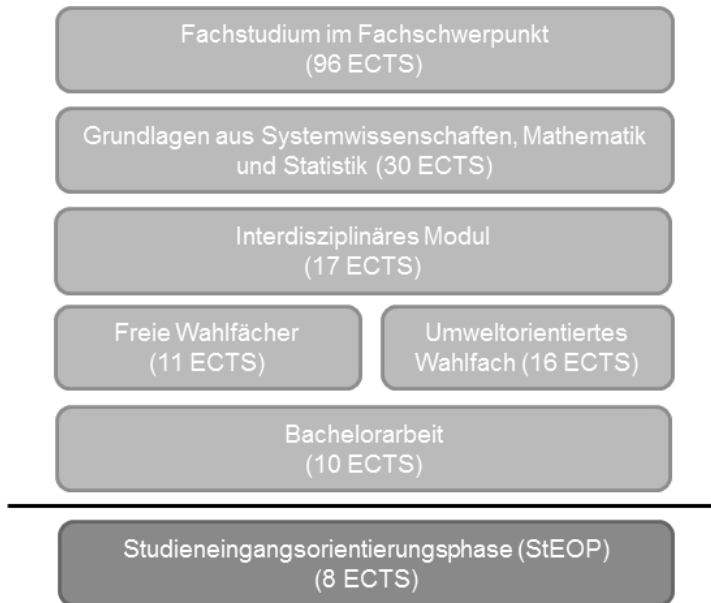 Fachstudium im Fachschwerpunkt
(96 ECTS)
Grundlagen aus Systemwissenschaften, Mathematik
und Statistik (30 ECTS)
Interdisziplinäres Modul
(17 ECTS)
Freie Wahlfächer
(11 ECTS)
Umweltorientiertes
Wahlfach (16 ECTS)
Bachelorarbeit
(10 ECTS)
Studieneingangsorientierungsphase (StEOP)
(8 ECTS)